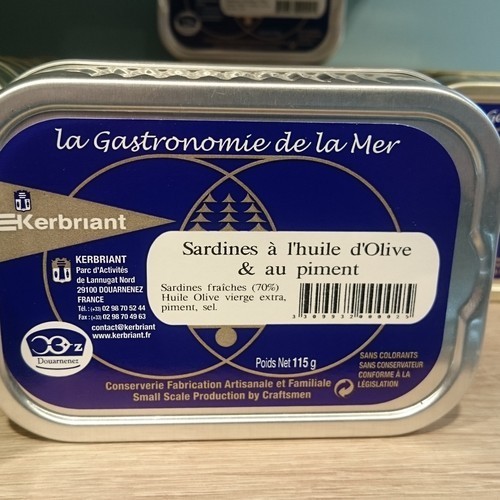 la Gastronomie de la Mer
Kerbriant
KERBRIANT
Parc d'Activités
de Lannugat Nord
29100 DOUARNENEZ
FRANCE
Tél. : (+33) 02 98 70 52 44
Fax : (+33) 02 98 70 49 63
contact@kerbriant
www.kerbriant.fr
Sardines à l'huile d'Olive
& au piment
Sardines fraîches (70%)
Huile Olive vierge extra,
piment, sel.
Douarnenez
Poids Net 115 g
SANS COLORANTS
SANS CONSERVATEUR
CONFORME À LA
LÉGISLATION
Conserverie Fabrication Artisanale et Familiale
Small Scale Production by Craftsmen